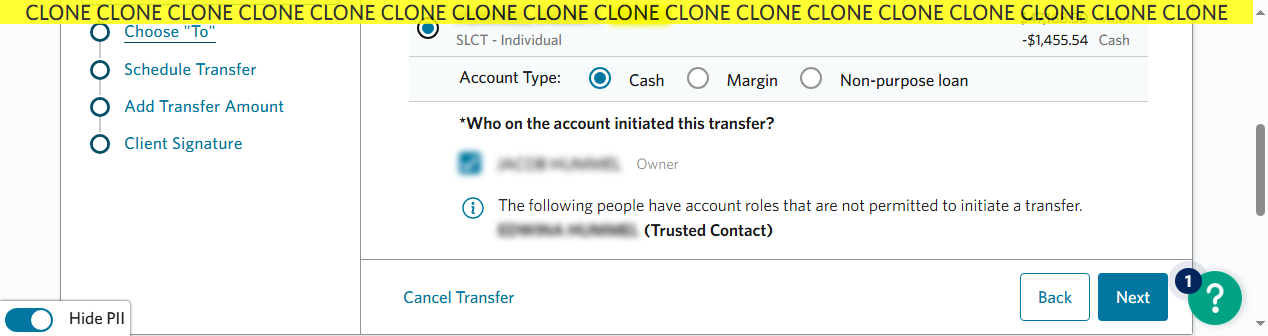 CLONE CLONE CLONE CLONE CLONE CLONE CLONE CLONE CLONE CLONE CLONE CLONE CLONE CLONE CLONE CLONE CLONE
Choose "To"
Schedule Transfer
Add Transfer Amount
Client Signature
SLCT - Individual
-$1,455.54 Cash
Account Type: Cash Margin Non-purpose loan
*Who on the account initiated this transfer?
Owner
The following people have account roles that are not permitted to initiate a transfer.
(Trusted Contact)
Cancel Transfer
Back
Next
1
?
Hide PII